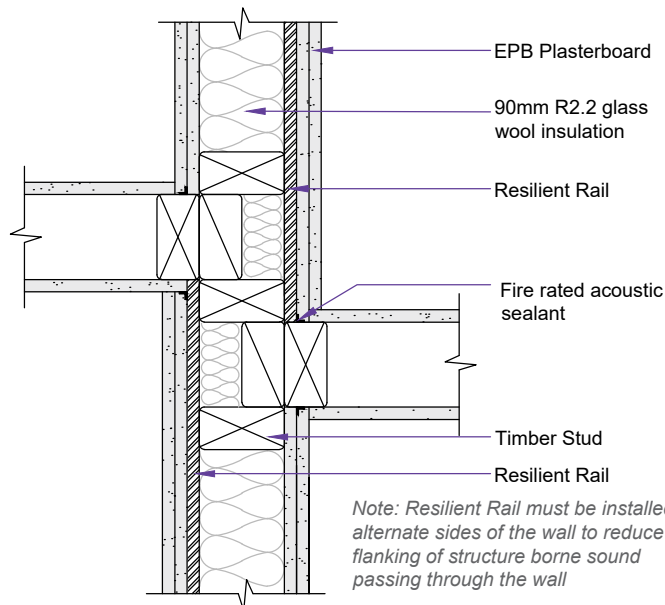 EPB Plasterboard
90mm R2.2 glass
wool insulation
Resilient Rail
Fire rated acoustic
sealant
Timber Stud
Resilient Rail
Note: Resilient Rail must be installed
alternate sides of the wall to reduce
flanking of structure borne sound
passing through the wall